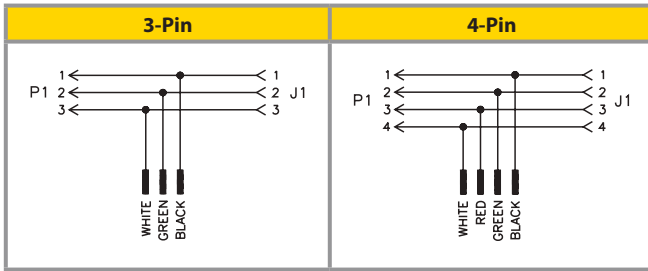 3-Pin
1 1
P1 2 2 J1
3 3
WHITE
GREEN
BLACK
4-Pin
1 1
2 2
P1 3 3 J1
4 4
WHITE
RED
GREEN
BLACK